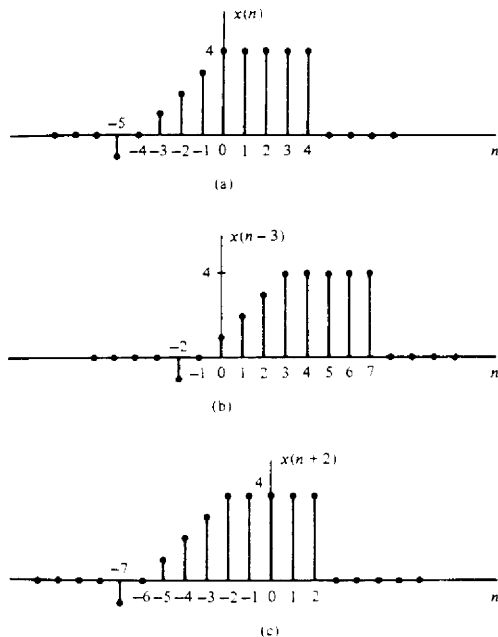 x(n)
4
−5
−4 −3 −2 −1 0 1 2 3 4 n
(a)
x(n − 3)
4
−2
−1 0 1 2 3 4 5 6 7 n
(b)
x(n + 2)
4
−7
−6 −5 −4 −3 −2 −1 0 1 2 n
(c)